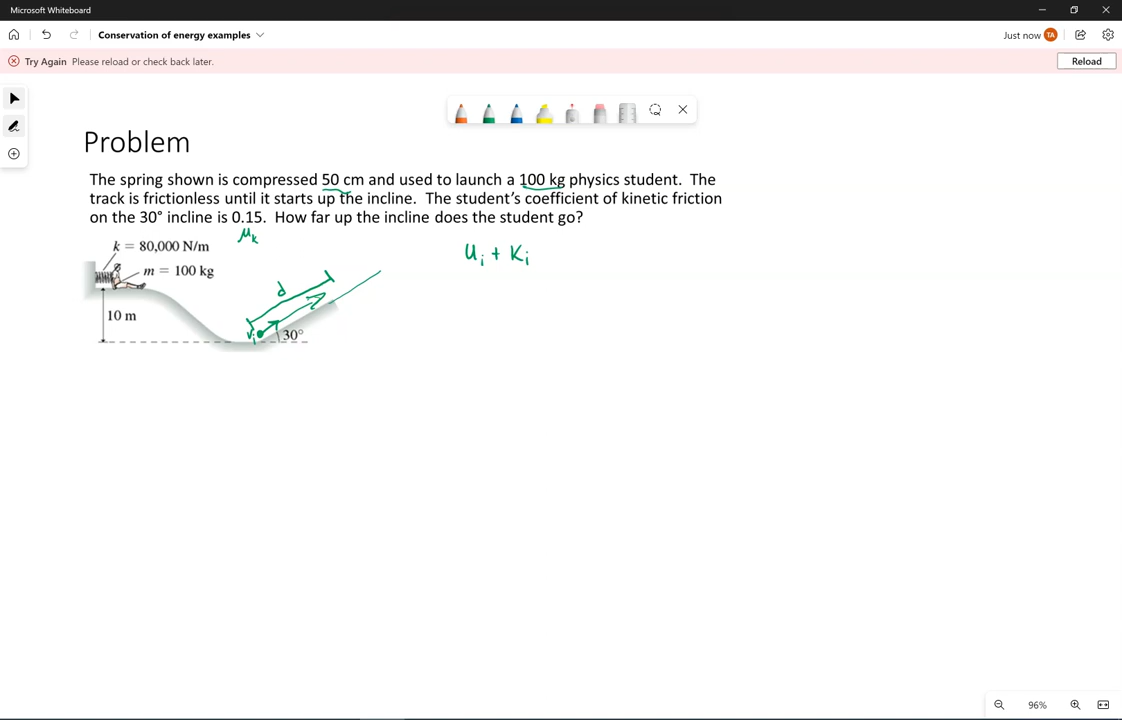 Microsoft Whiteboard
Conservation of energy examples
Just now TA
Try Again Please reload or check back later.
Reload
Problem
The spring shown is compressed 50 cm and used to launch a 100 kg physics student. The
track is frictionless until it starts up the incline. The student's coefficient of kinetic friction
on the 30° incline is 0.15. How far up the incline does the student go?
μk
k = 80,000 N/m
Ui + Ki
m = 100 kg
d
10 m
vi
30°
96%